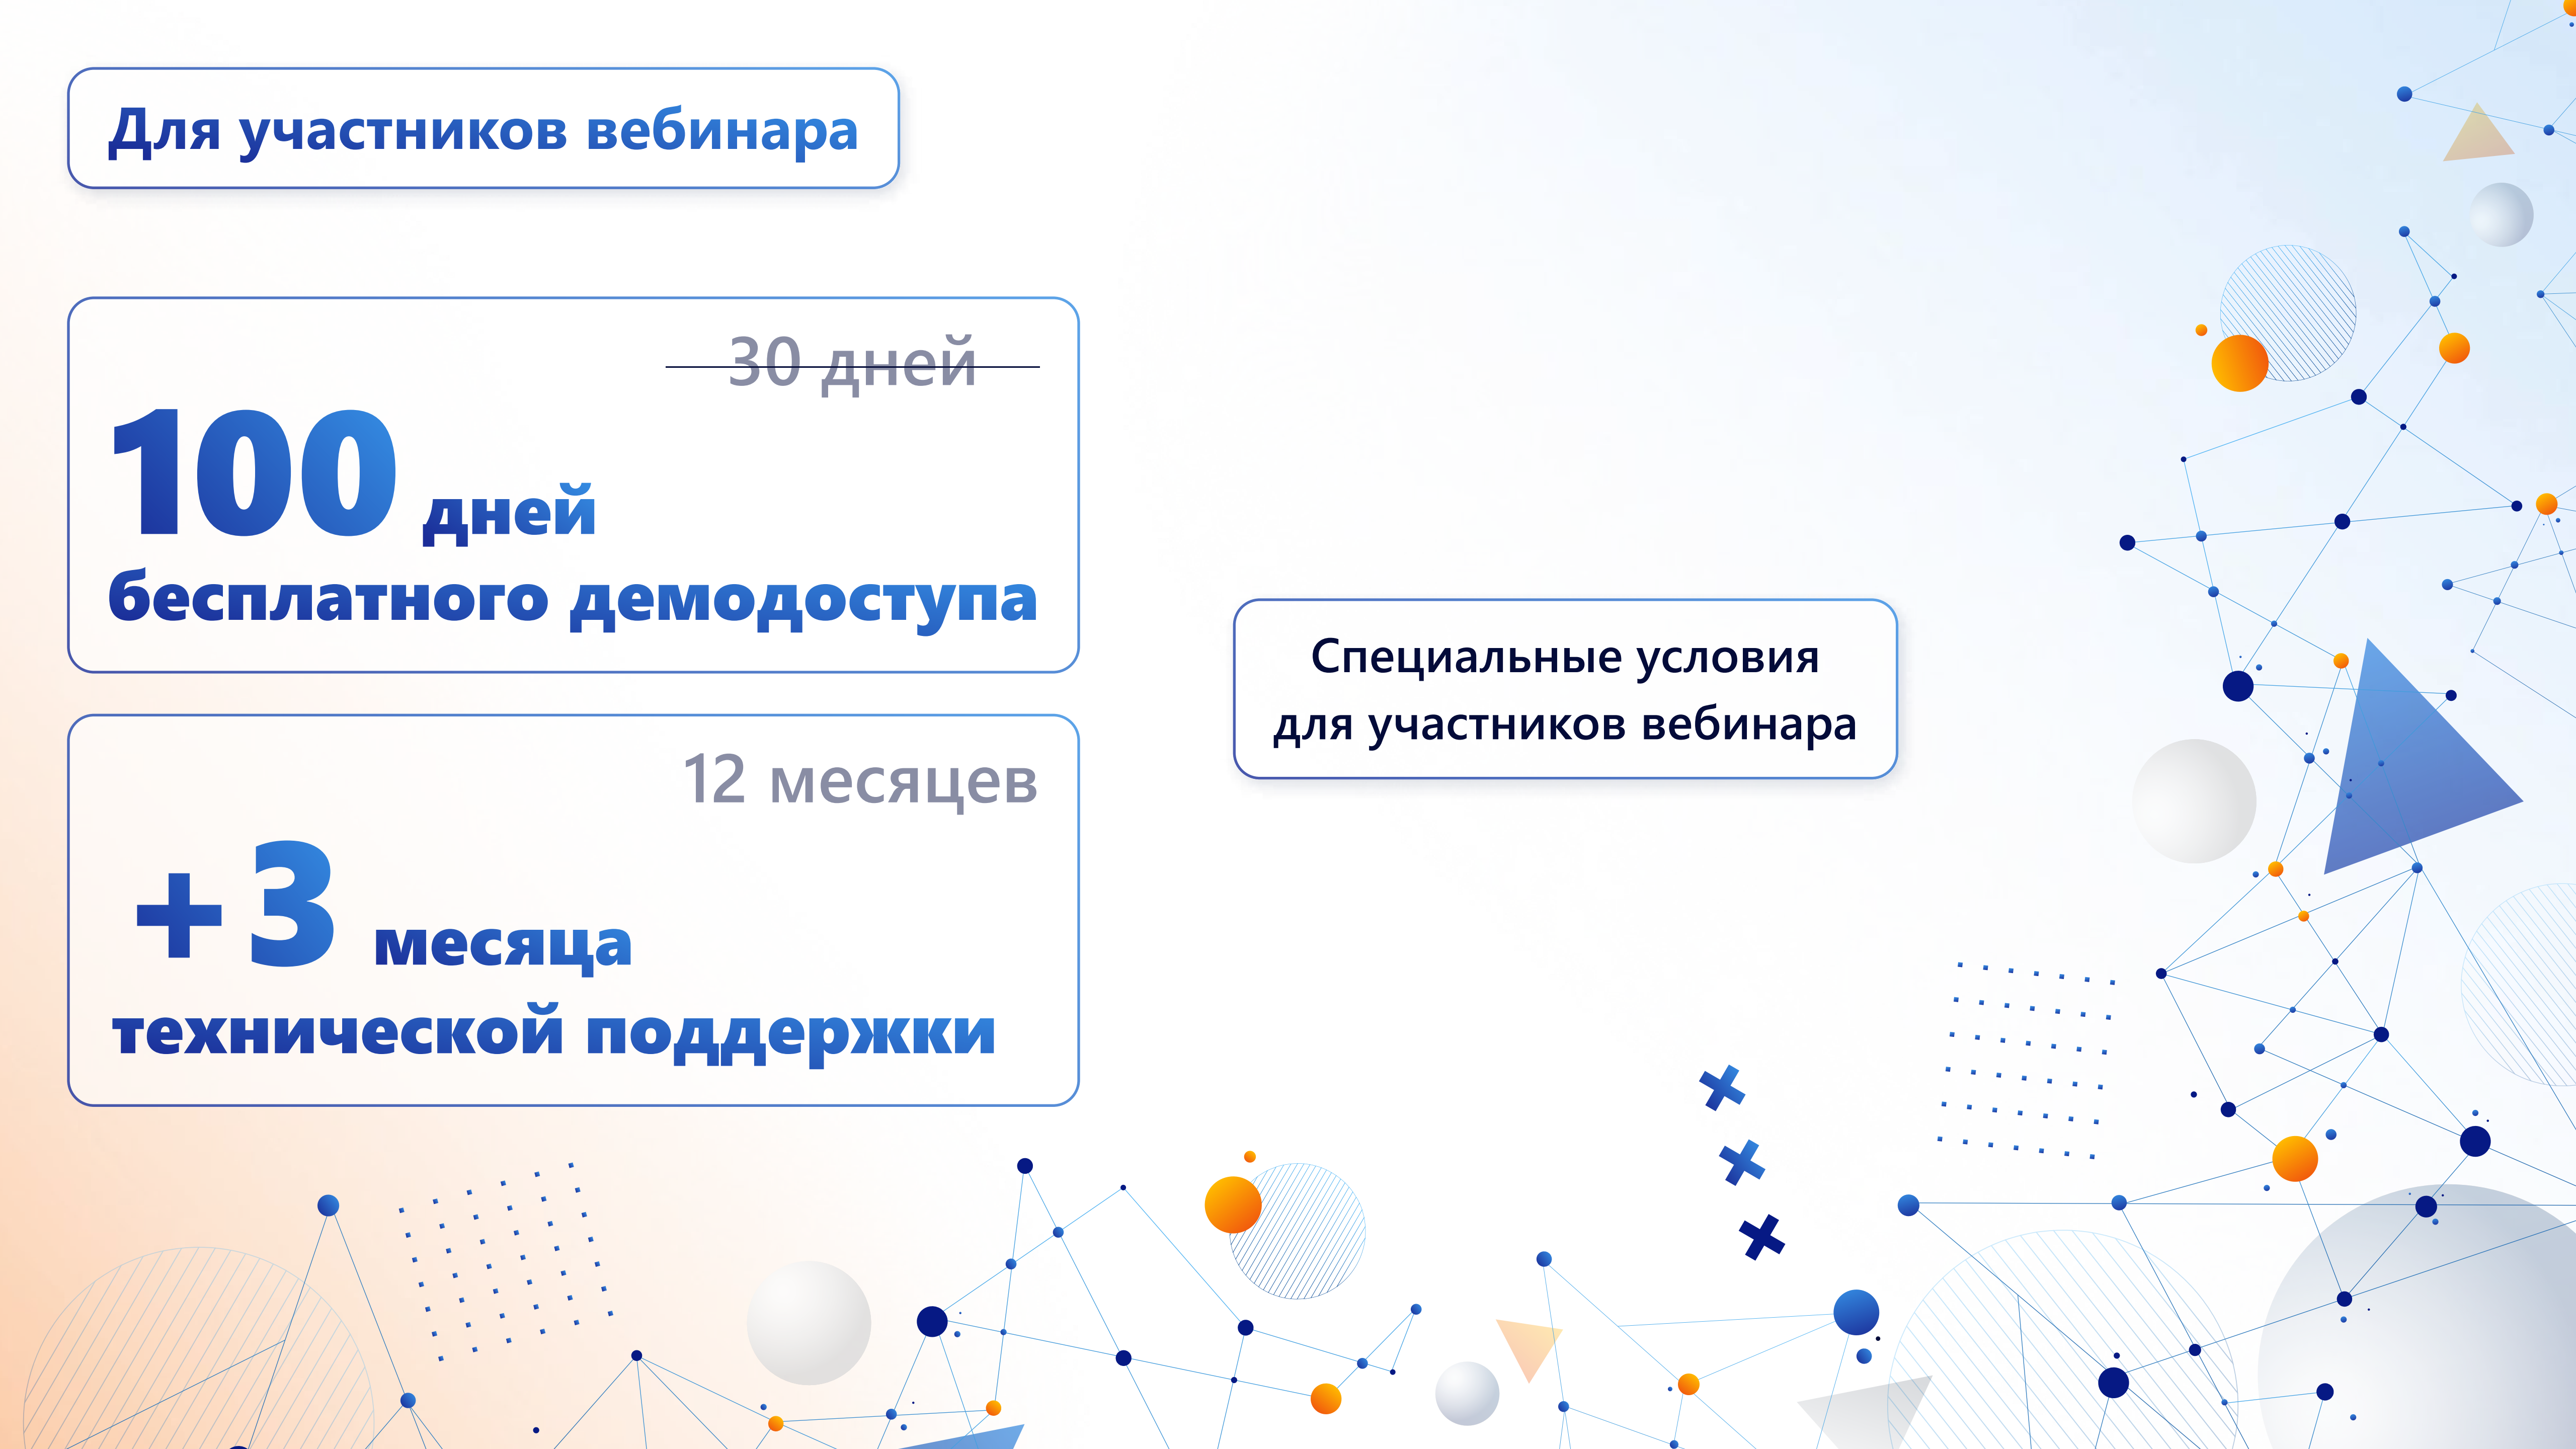 Для участников вебинара
30 дней
100 дней
бесплатного демодоступа
12 месяцев
+ 3 месяца
технической поддержки
Специальные условия
для участников вебинара